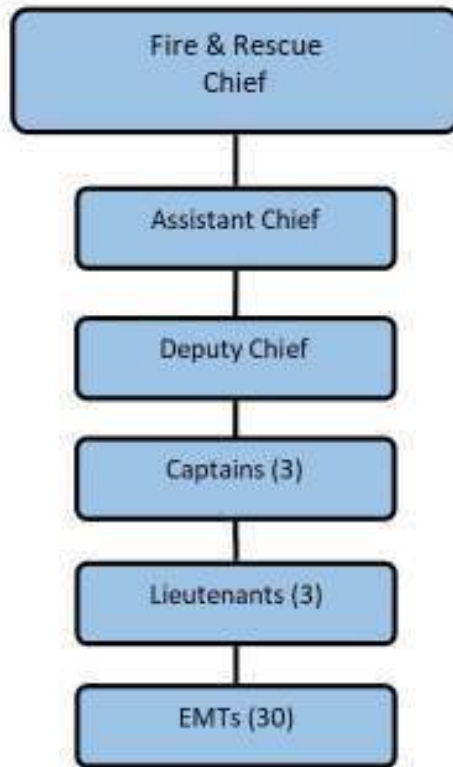 Fire & Rescue
Chief
Assistant Chief
Deputy Chief
Captains (3)
Lieutenants (3)
EMTs (30)